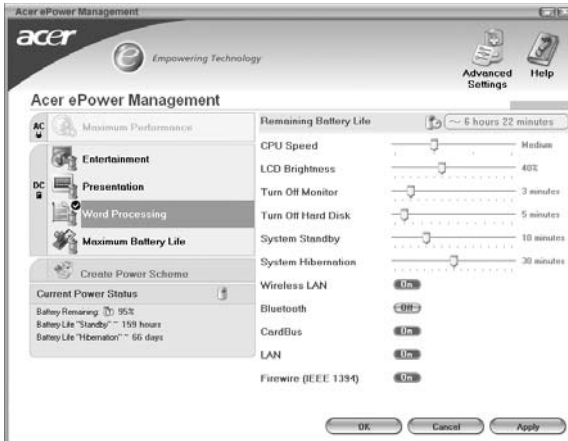 Acer ePower Management
acer
Empowering Technology
Advanced Settings
Help
Acer ePower Management
AC
Maximum Performance
DC
Entertainment
Presentation
Word Processing
Maximum Battery Life
Create Power Scheme
Current Power Status
Battery Remaining: 95%
Battery Life "Standby" ~ 159 hours
Battery Life "Hibernation" ~ 66 days
Remaining Battery Life ~ 6 hours 22 minutes
CPU Speed Medium
LCD Brightness 40%
Turn Off Monitor 3 minutes
Turn Off Hard Disk 5 minutes
System Standby 10 minutes
System Hibernation 30 minutes
Wireless LAN On
Bluetooth Off
CardBus On
LAN On
Firewire (IEEE 1394) On
OK Cancel Apply